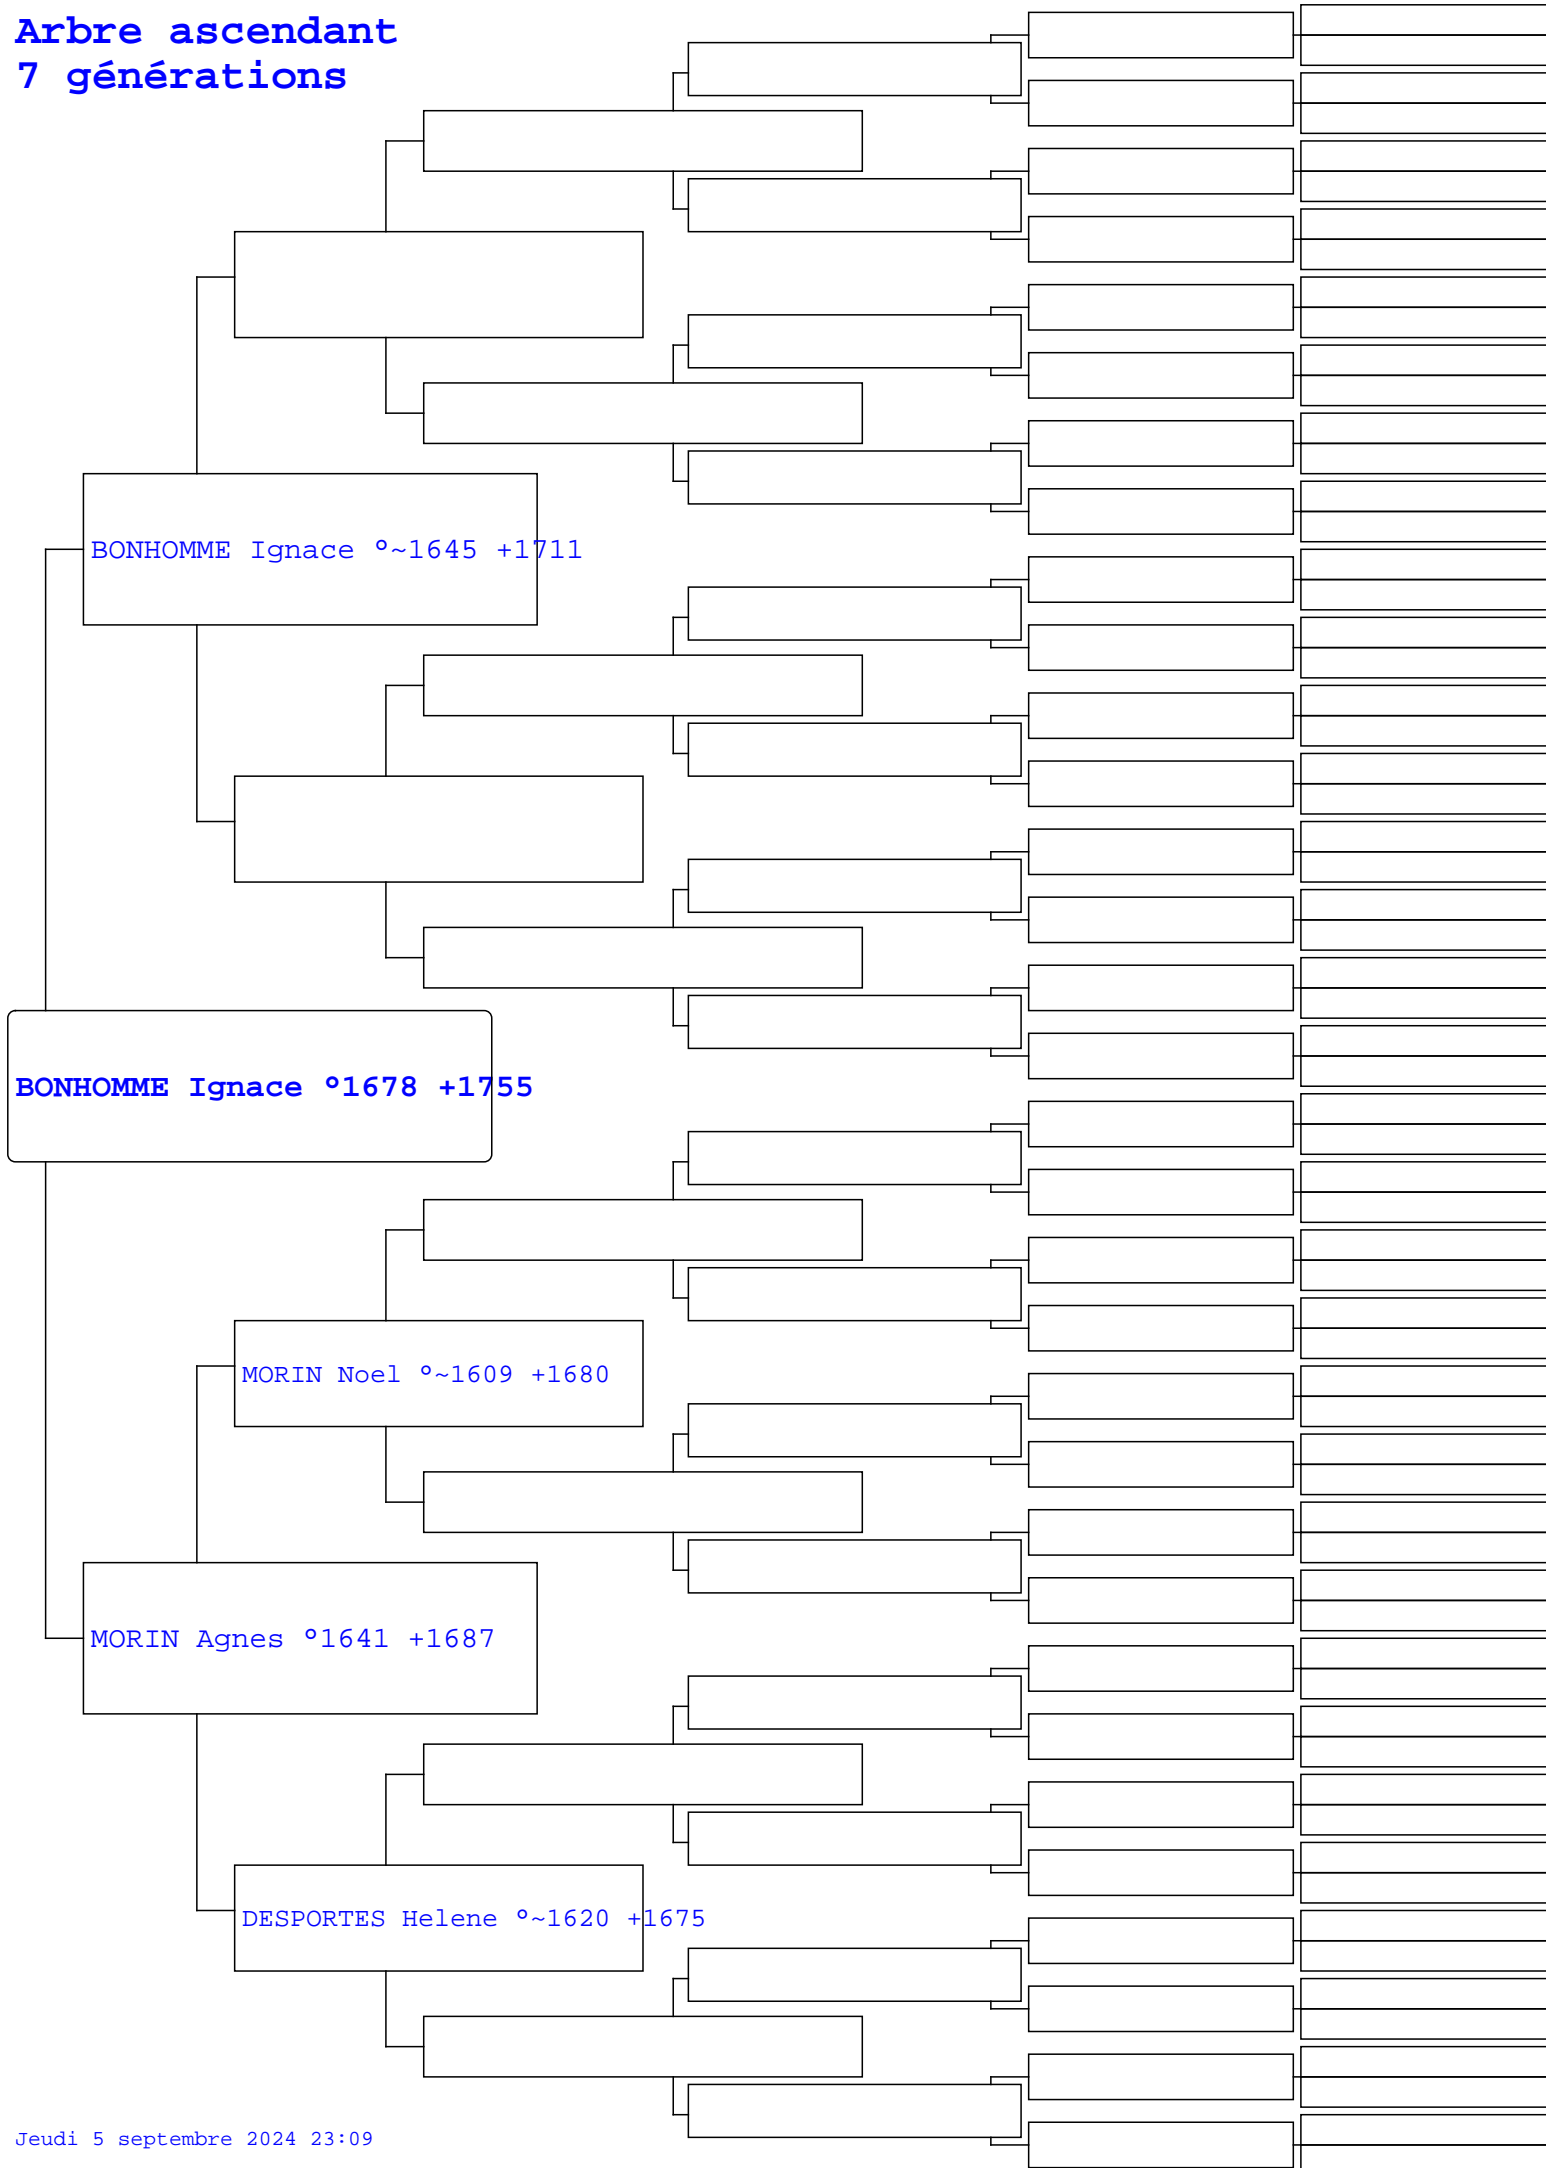 Arbre ascendant
7 générations
BONHOMME Ignace °~1645 +1711
BONHOMME Ignace °1678 +1755
MORIN Noel °~1609 +1680
MORIN Agnes °1641 +1687
DESPORTES Helene °~1620 +1675
Jeudi 5 septembre 2024 23:09